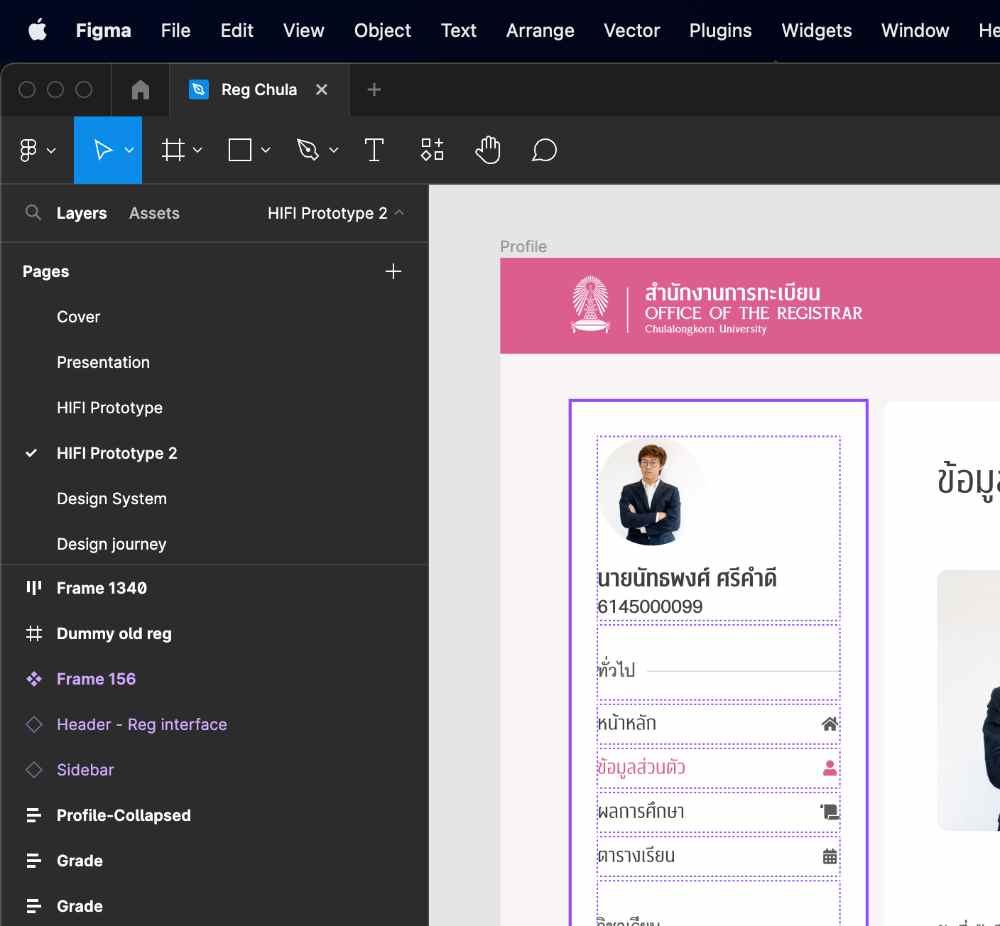 Figma File Edit View Object Text Arrange Vector Plugins Widgets Window
Reg Chula
Layers Assets HIFI Prototype 2
Pages
Cover
Presentation
HIFI Prototype
HIFI Prototype 2
Design System
Design journey
Frame 1340
Dummy old reg
Frame 156
Header - Reg interface
Sidebar
Profile-Collapsed
Grade
Grade
Profile
สำนักงานการทะเบียน
OFFICE OF THE REGISTRAR
Chulalongkorn University
นายนัทธพงศ์ ศรีคำดี
6145000099
ทั่วไป
หน้าหลัก
ข้อมูลส่วนตัว
ผลการศึกษา
ตารางเรียน